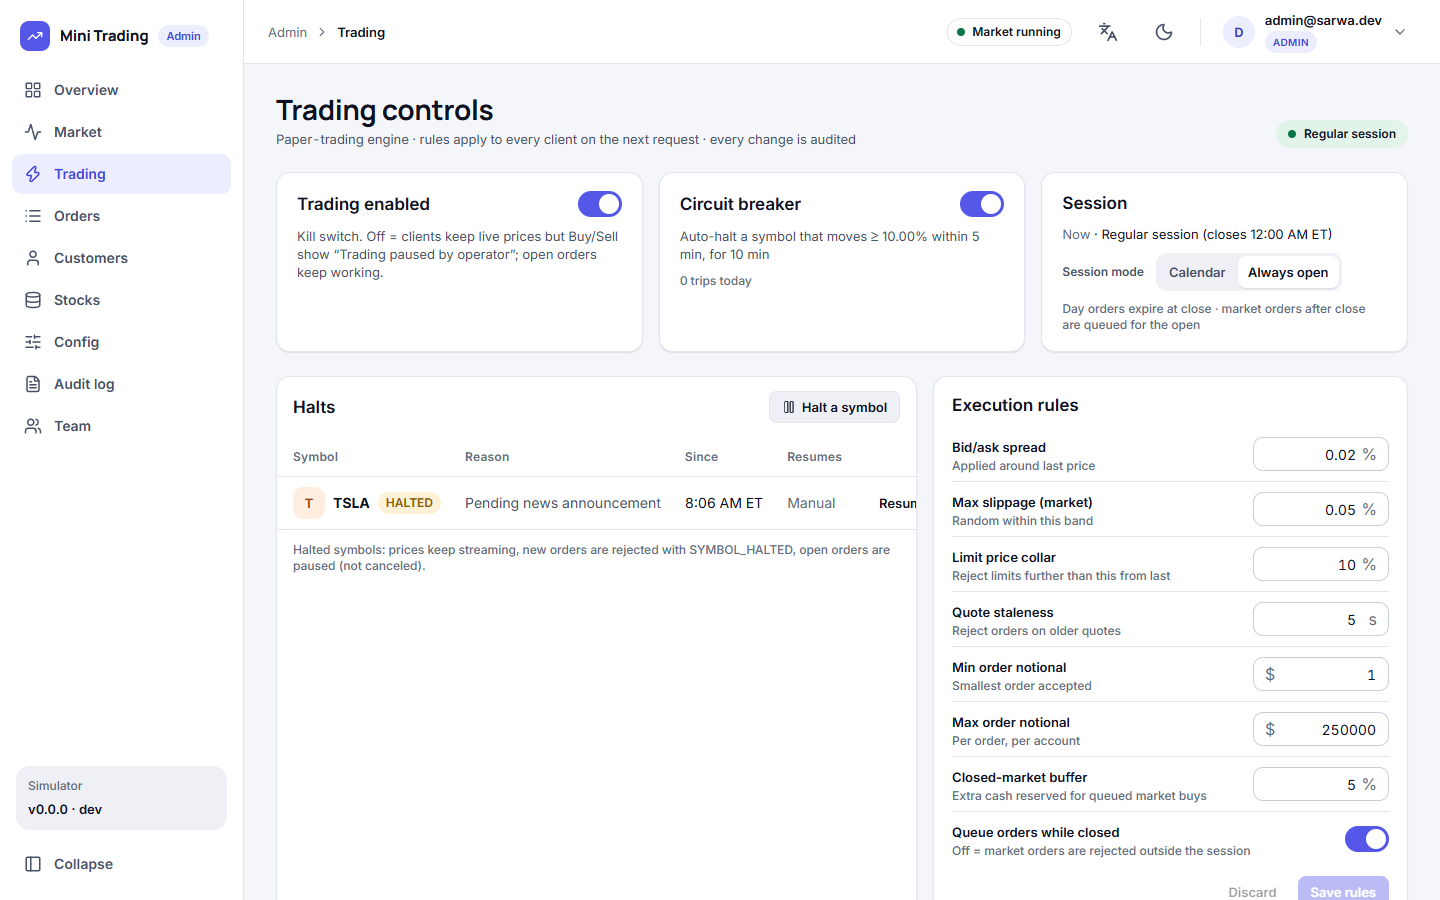 Mini Trading Admin
Overview
Market
Trading
Orders
Customers
Stocks
Config
Audit log
Team
Simulator
v0.0.0 · dev
Collapse
Admin > Trading
Market running
D
admin@sarwa.dev
ADMIN
Trading controls
Paper-trading engine · rules apply to every client on the next request · every change is audited
Regular session
Trading enabled
Kill switch. Off = clients keep live prices but Buy/Sell
show “Trading paused by operator”; open orders
keep working.
Circuit breaker
Auto-halt a symbol that moves ≥ 10.00% within 5
min, for 10 min
0 trips today
Session
Now · Regular session (closes 12:00 AM ET)
Session mode Calendar Always open
Day orders expire at close · market orders after close
are queued for the open
Halts
Halt a symbol
Symbol Reason Since Resumes
T TSLA HALTED Pending news announcement 8:06 AM ET Manual
Halted symbols: prices keep streaming, new orders are rejected with SYMBOL_HALTED, open orders are
paused (not canceled).
Execution rules
Bid/ask spread
Applied around last price
0.02 %
Max slippage (market)
Random within this band
0.05 %
Limit price collar
Reject limits further than this from last
10 %
Quote staleness
Reject orders on older quotes
5 s
Min order notional
Smallest order accepted
$ 1
Max order notional
Per order, per account
$ 250000
Closed-market buffer
Extra cash reserved for queued market buys
5 %
Queue orders while closed
Off = market orders are rejected outside the session
Discard
Save rules